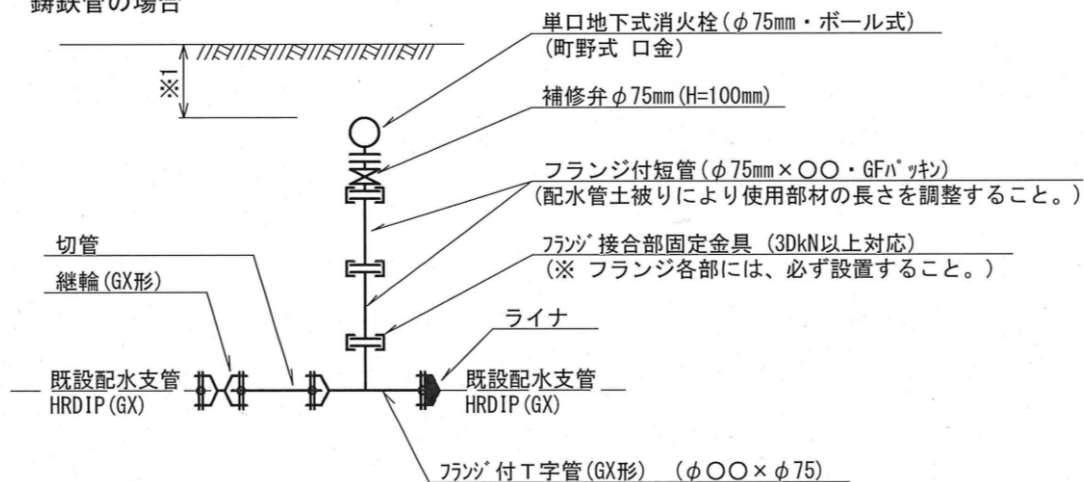 鋳鉄管の場合
単口地下式消火栓(φ75mm・ボール式)
(町野式 口金)
※1
補修弁φ75mm(H=100mm)
フランジ付短管(φ75mm×○○・GFパッキン)
(配水管土被りにより使用部材の長さを調整すること。)
切管
フランジ接合部固定金具 (3DkN以上対応)
(※ フランジ各部には、必ず設置すること。)
継輪(GX形)
ライナ
既設配水支管
HRDIP(GX)
既設配水支管
HRDIP(GX)
フランジ付T字管(GX形) (φ○○×φ75)